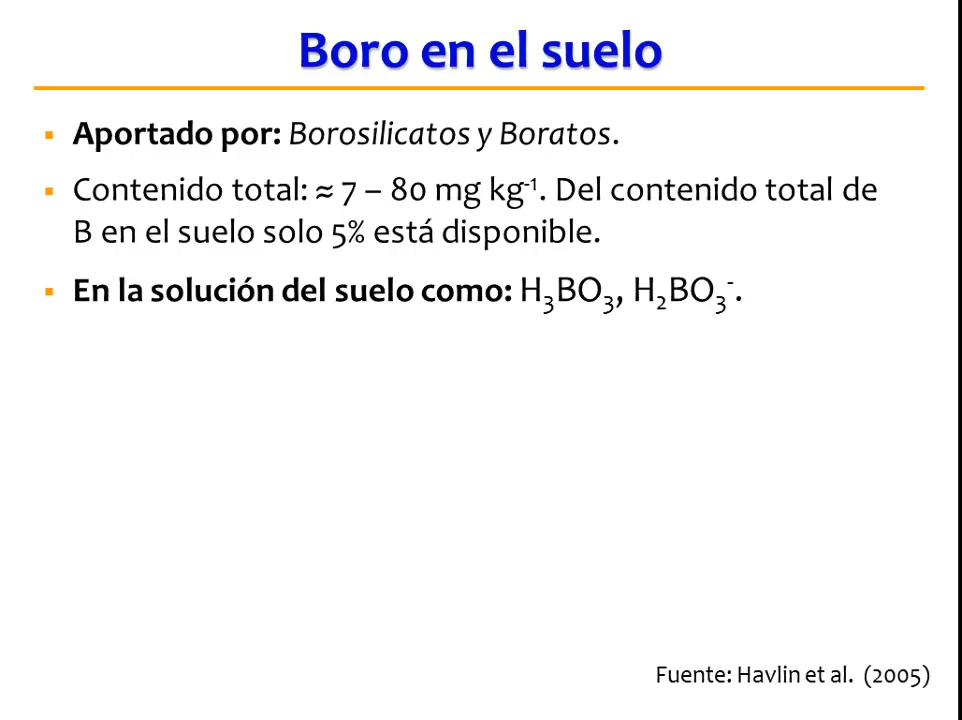 Boro en el suelo
▪ Aportado por: Borosilicatos y Boratos.
▪ Contenido total: ≈ 7 – 80 mg kg⁻¹. Del contenido total de
B en el suelo solo 5% está disponible.
▪ En la solución del suelo como: H₃BO₃, H₂BO₃⁻.
Fuente: Havlin et al. (2005)